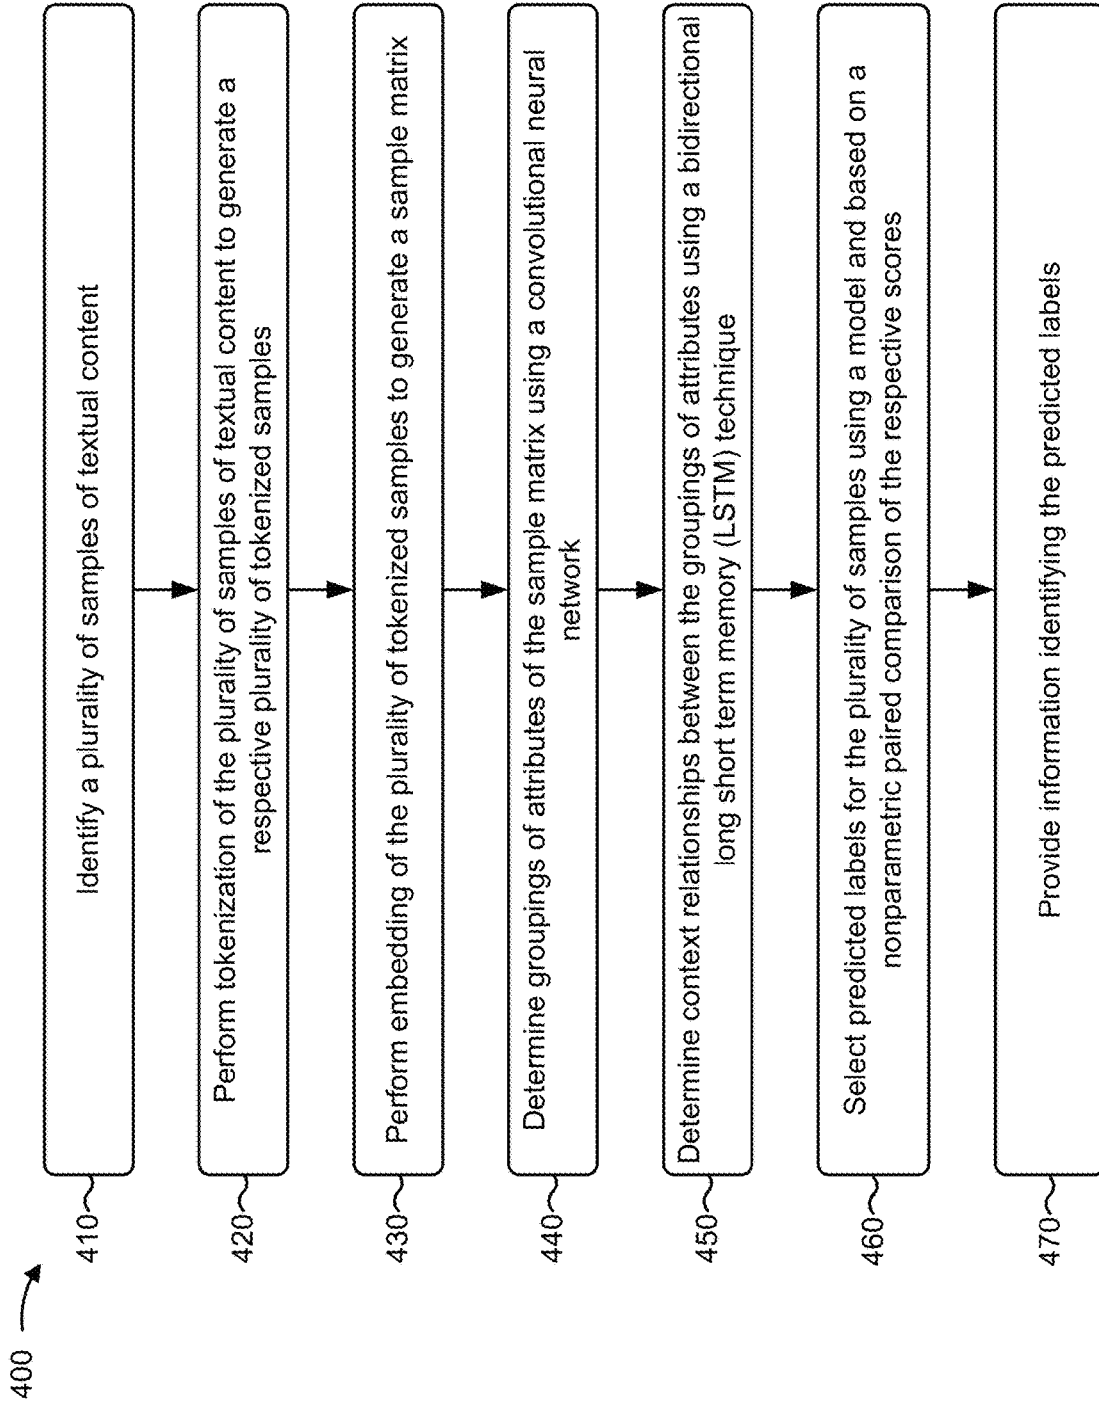 400
410
Identify a plurality of samples of textual content
420
Perform tokenization of the plurality of samples of textual content to generate a
respective plurality of tokenized samples
430
Perform embedding of the plurality of tokenized samples to generate a sample matrix
440
Determine groupings of attributes of the sample matrix using a convolutional neural
network
450
Determine context relationships between the groupings of attributes using a bidirectional
long short term memory (LSTM) technique
460
Select predicted labels for the plurality of samples using a model and based on a
nonparametric paired comparison of the respective scores
470
Provide information identifying the predicted labels